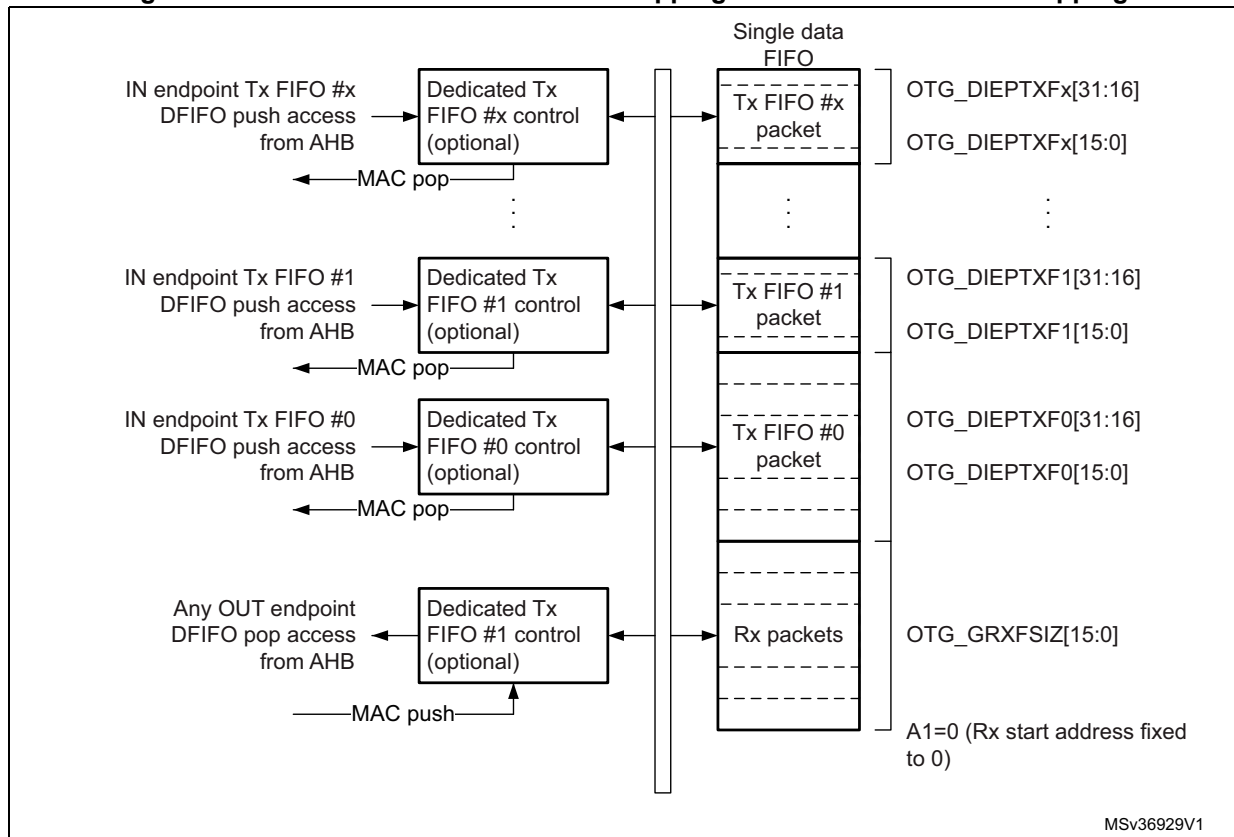 Single data
FIFO
IN endpoint Tx FIFO #x
DFIFO push access
from AHB
Dedicated Tx
FIFO #x control
(optional)
Tx FIFO #x
packet
OTG_DIEPTXFx[31:16]
OTG_DIEPTXFx[15:0]
MAC pop
IN endpoint Tx FIFO #1
DFIFO push access
from AHB
Dedicated Tx
FIFO #1 control
(optional)
Tx FIFO #1
packet
OTG_DIEPTXF1[31:16]
OTG_DIEPTXF1[15:0]
MAC pop
IN endpoint Tx FIFO #0
DFIFO push access
from AHB
Dedicated Tx
FIFO #0 control
(optional)
Tx FIFO #0
packet
OTG_DIEPTXF0[31:16]
OTG_DIEPTXF0[15:0]
MAC pop
Any OUT endpoint
DFIFO pop access
from AHB
Dedicated Tx
FIFO #1 control
(optional)
Rx packets
OTG_GRXFSIZ[15:0]
MAC push
A1=0 (Rx start address fixed
to 0)
MSv36929V1